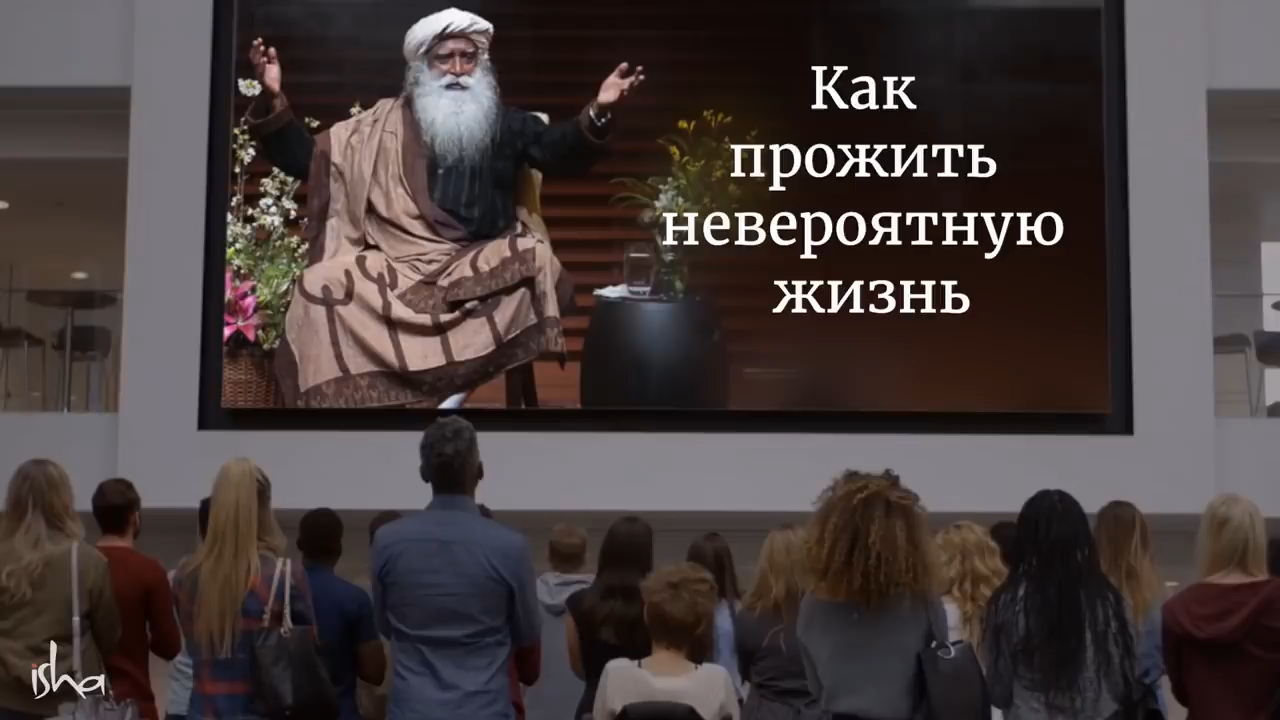 Как
прожить
невероятную
жизнь
isha